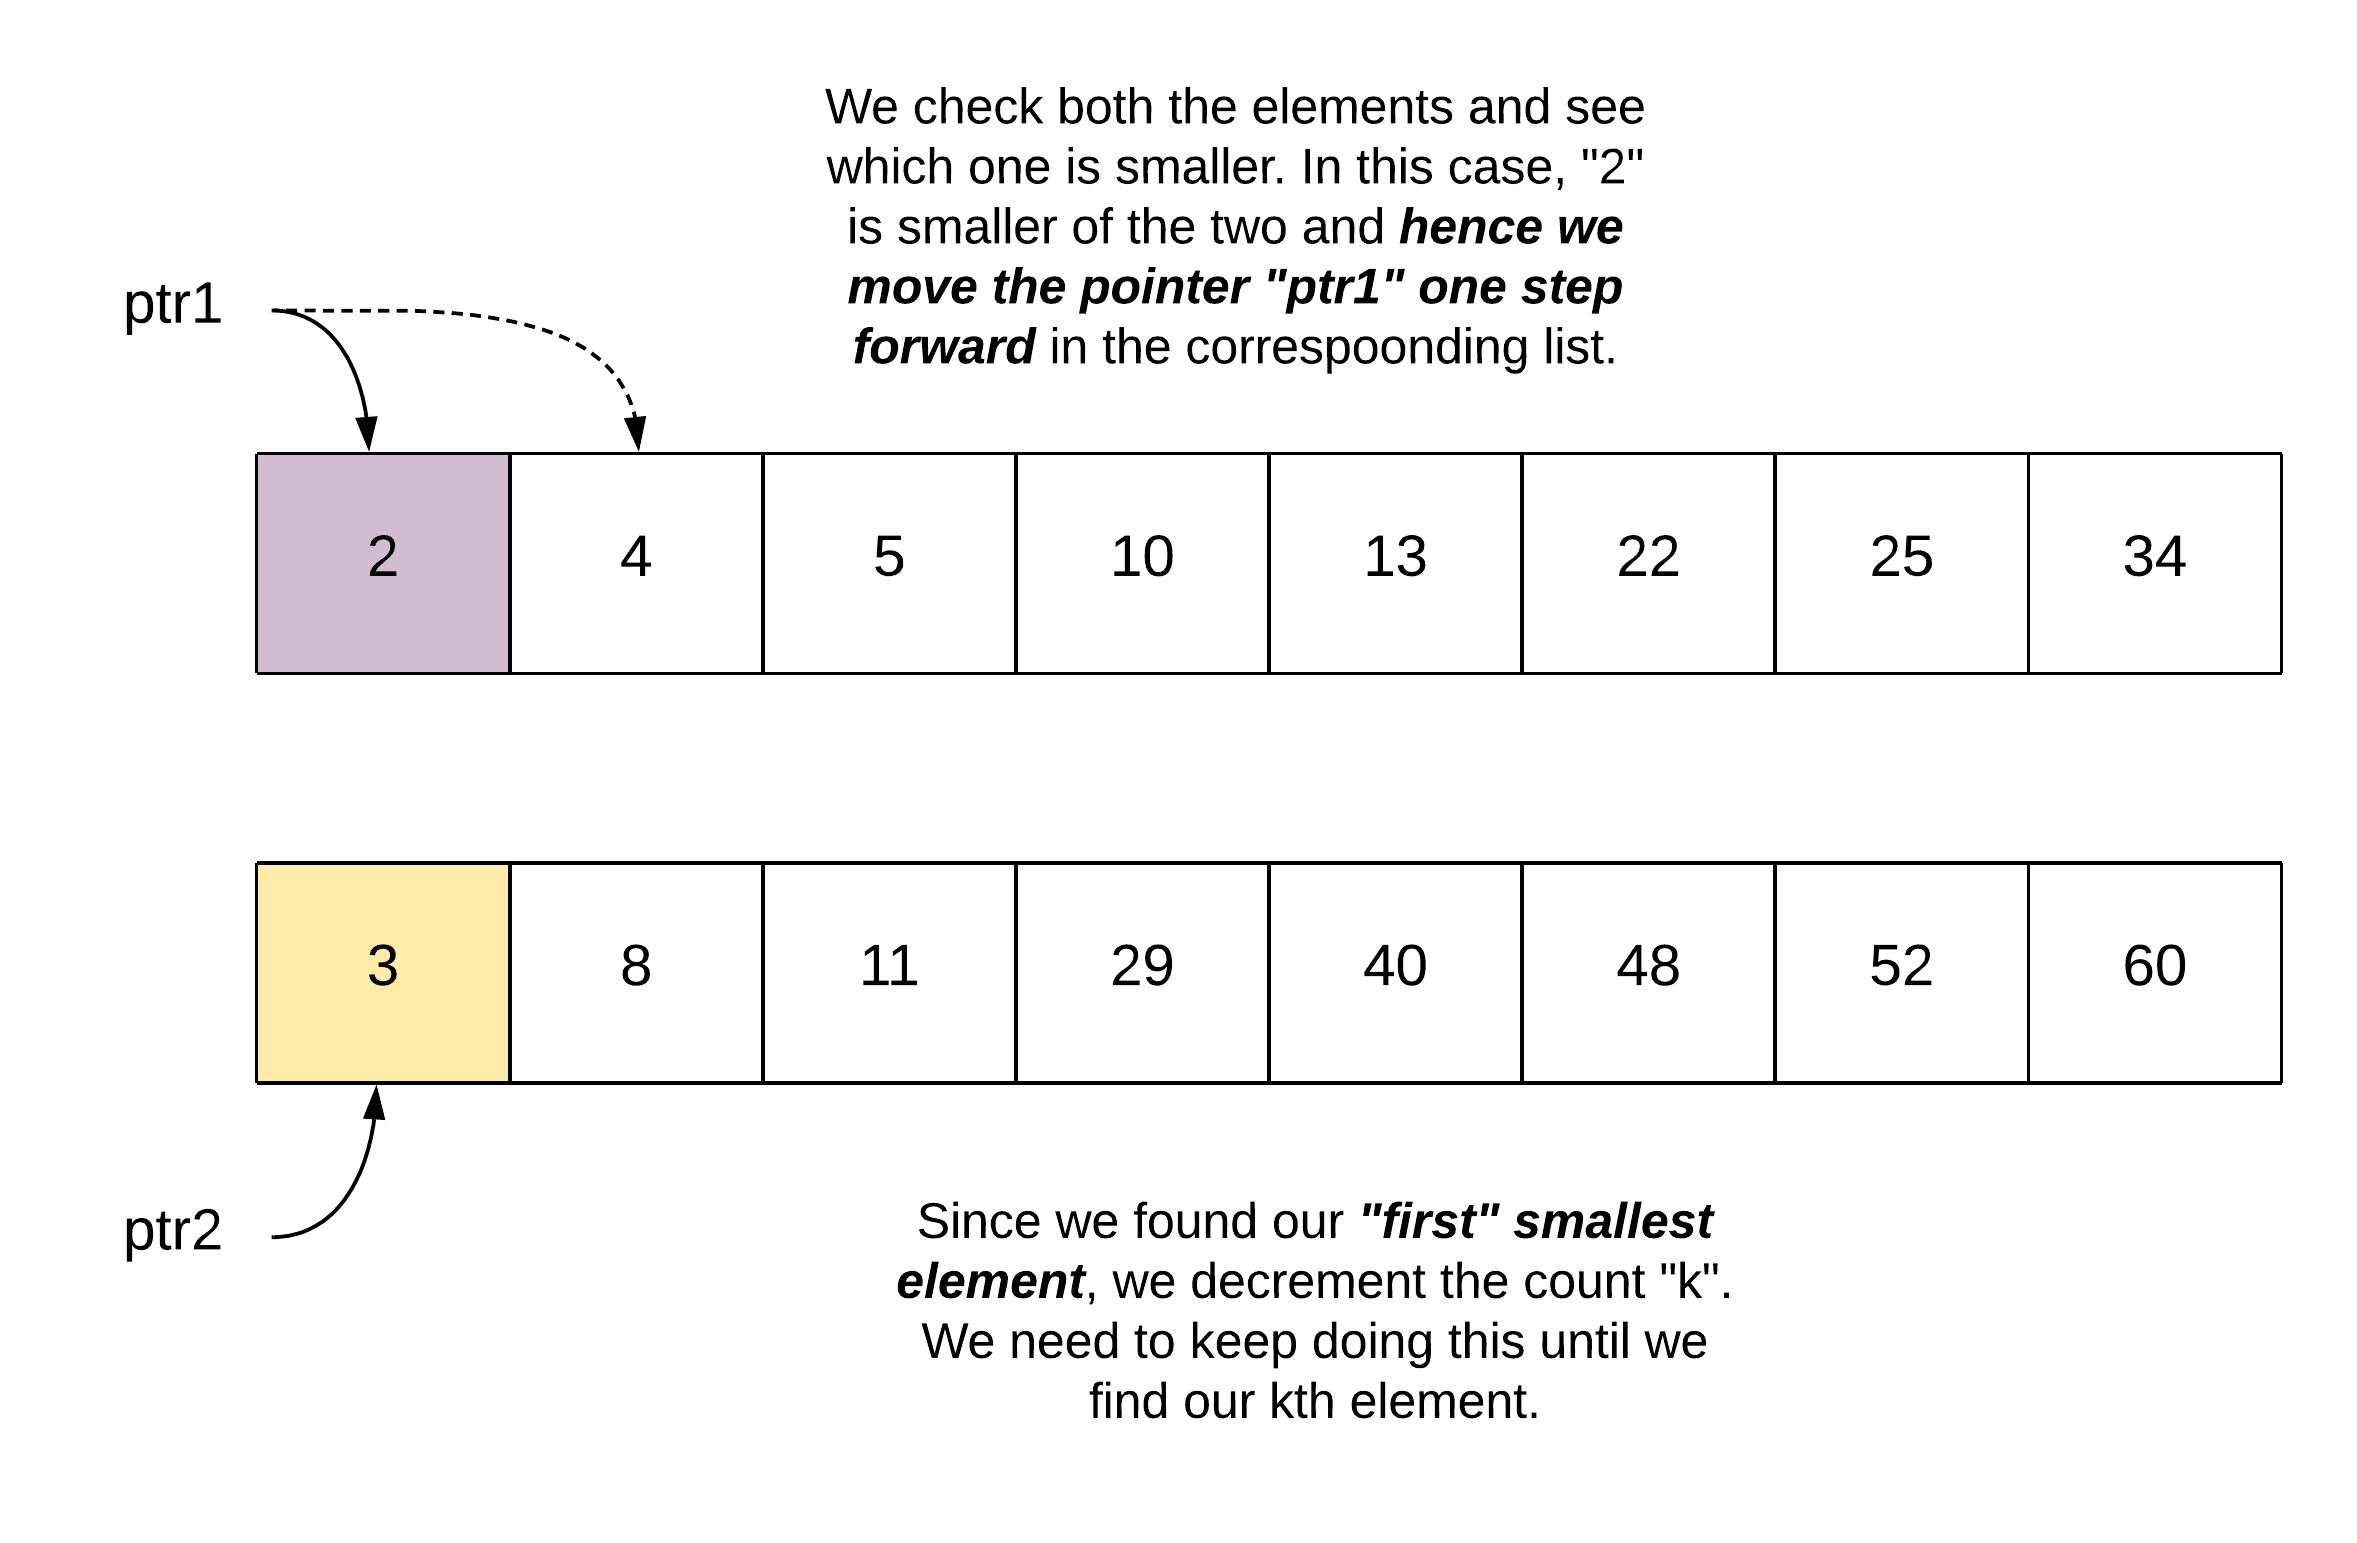 We check both the elements and see
which one is smaller. In this case, "2"
is smaller of the two and hence we
move the pointer "ptr1" one step
forward in the correspoonding list.
ptr1
2 4 5 10 13 22 25 34
3 8 11 29 40 48 52 60
ptr2
Since we found our "first" smallest
element, we decrement the count "k".
We need to keep doing this until we
find our kth element.